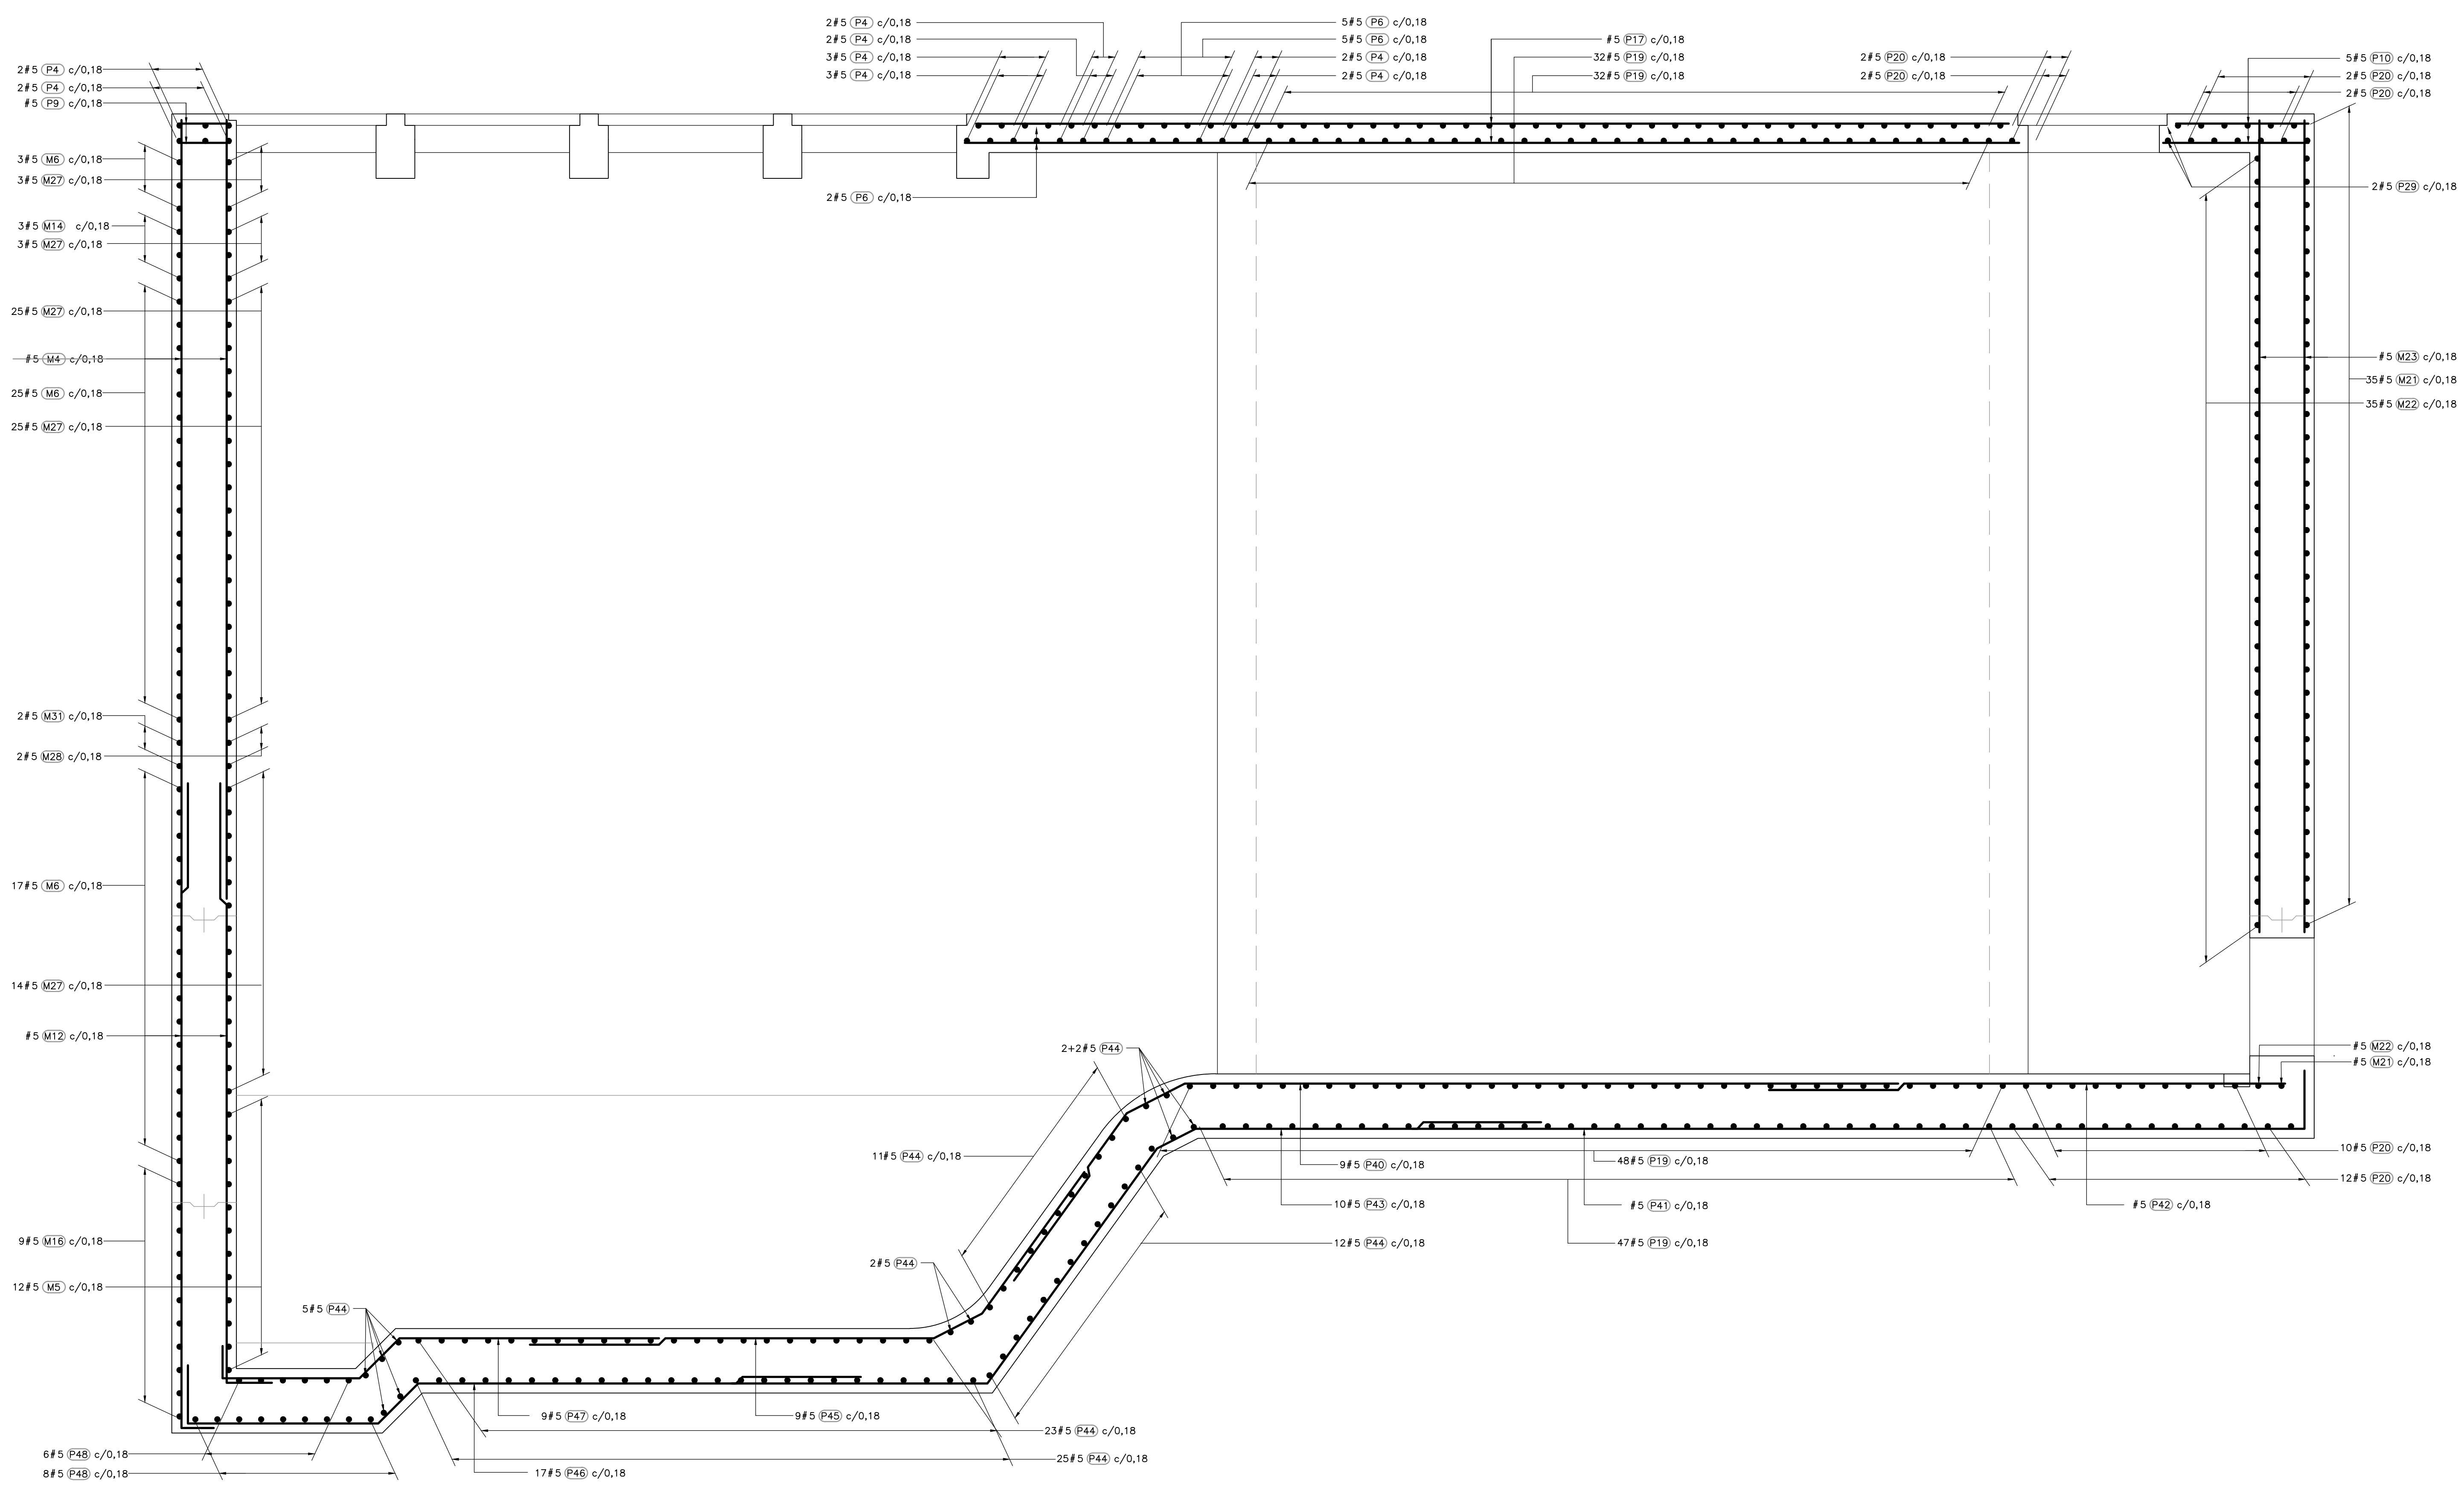 2#5 P4 c/0,18
2#5 P4 c/0,18
#5 P9 c/0,18
3#5 M6 c/0,18
3#5 M27 c/0,18
3#5 M14 c/0,18
3#5 M27 c/0,18
25#5 M27 c/0,18
#5 M4 c/0,18
25#5 M6 c/0,18
25#5 M27 c/0,18
2#5 M31 c/0,18
2#5 M28 c/0,18
17#5 M6 c/0,18
14#5 M27 c/0,18
#5 M12 c/0,18
9#5 M16 c/0,18
12#5 M5 c/0,18
6#5 P48 c/0,18
8#5 P48 c/0,18
2#5 P4 c/0,18
2#5 P4 c/0,18
3#5 P4 c/0,18
3#5 P4 c/0,18
2#5 P6 c/0,18
5#5 P6 c/0,18
5#5 P6 c/0,18
2#5 P4 c/0,18
2#5 P4 c/0,18
#5 P17 c/0,18
32#5 P19 c/0,18
32#5 P19 c/0,18
2#5 P20 c/0,18
2#5 P20 c/0,18
5#5 P10 c/0,18
2#5 P20 c/0,18
2#5 P20 c/0,18
2#5 P29 c/0,18
#5 M23 c/0,18
35#5 M21 c/0,18
35#5 M22 c/0,18
#5 M22 c/0,18
#5 M21 c/0,18
10#5 P20 c/0,18
12#5 P20 c/0,18
2+2#5 P44
11#5 P44 c/0,18
2#5 P44
5#5 P44
9#5 P40 c/0,18
48#5 P19 c/0,18
10#5 P43 c/0,18
#5 P41 c/0,18
#5 P42 c/0,18
12#5 P44 c/0,18
47#5 P19 c/0,18
9#5 P47 c/0,18
9#5 P45 c/0,18
23#5 P44 c/0,18
25#5 P44 c/0,18
17#5 P46 c/0,18